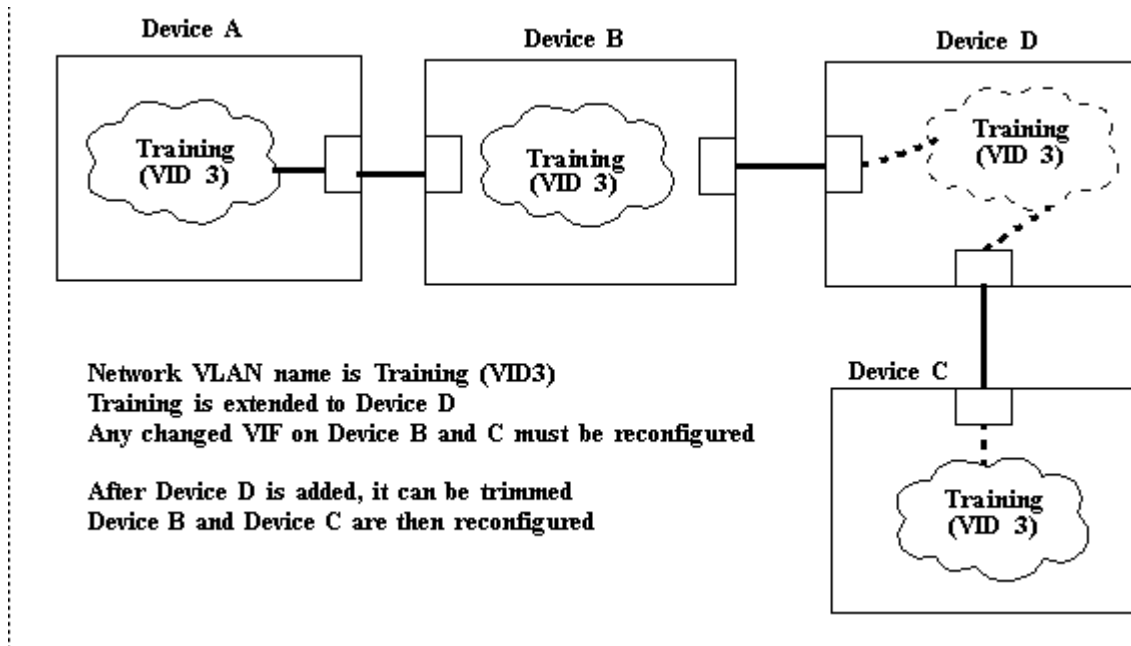 Device A
Device B
Device D
Training
(VID 3)
Training
(VID 3)
Training
(VID 3)
Network VLAN name is Training (VID3)
Training is extended to Device D
Any changed VIF on Device B and C must be reconfigured
After Device D is added, it can be trimmed
Device B and Device C are then reconfigured
Device C
Training
(VID 3)